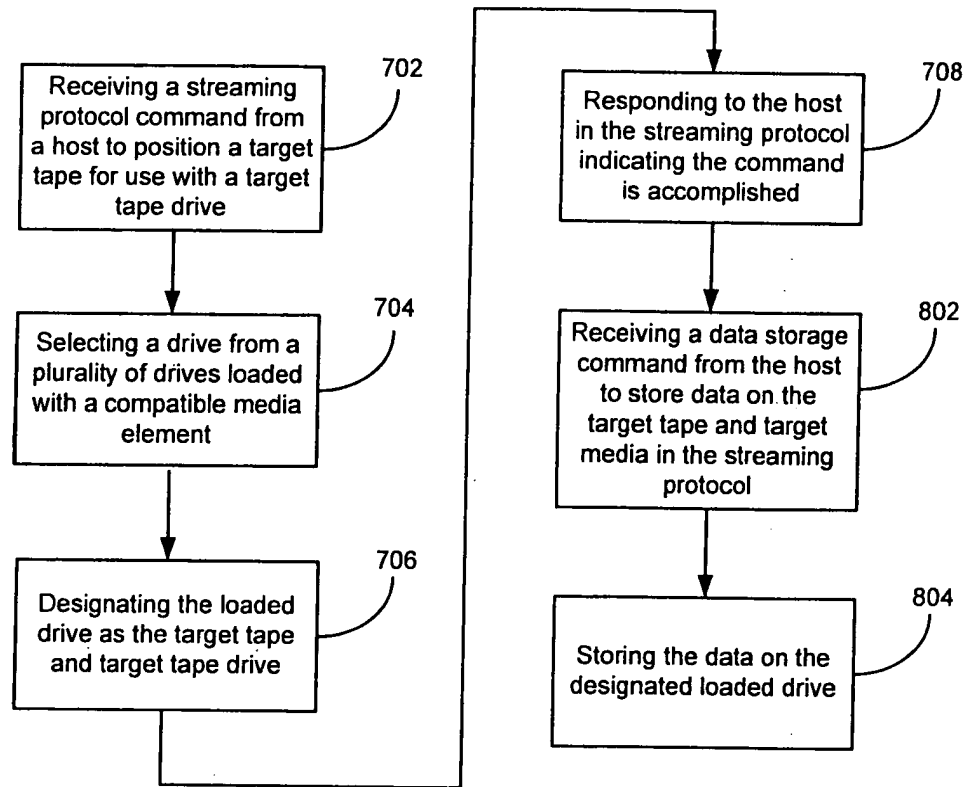 702
Receiving a streaming
protocol command from
a host to position a target
tape for use with a target
tape drive
704
Selecting a drive from a
plurality of drives loaded
with a compatible media
element
706
Designating the loaded
drive as the target tape
and target tape drive
708
Responding to the host
in the streaming protocol
indicating the command
is accomplished
802
Receiving a data storage
command from the host
to store data on the
target tape and target
media in the streaming
protocol
804
Storing the data on the
designated loaded drive